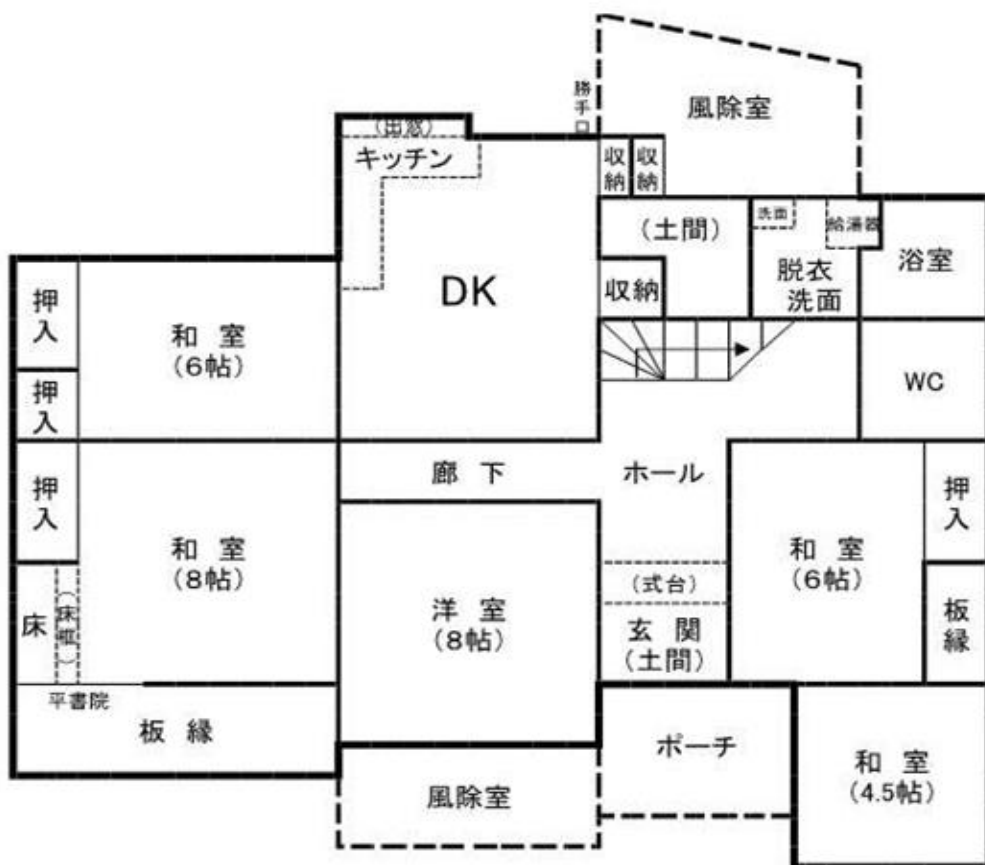 勝手口
風除室
（出窓）
キッチン
収納
収納
（土間）
洗面
給湯器
浴室
脱衣
洗面
収納
DK
押入
和室
（6帖）
押入
WC
廊下
ホール
押入
和室
（8帖）
和室
（6帖）
押入
床
（床框）
洋室
（8帖）
（式台）
玄関
（土間）
板縁
平書院
板縁
ポーチ
和室
（4.5帖）
風除室